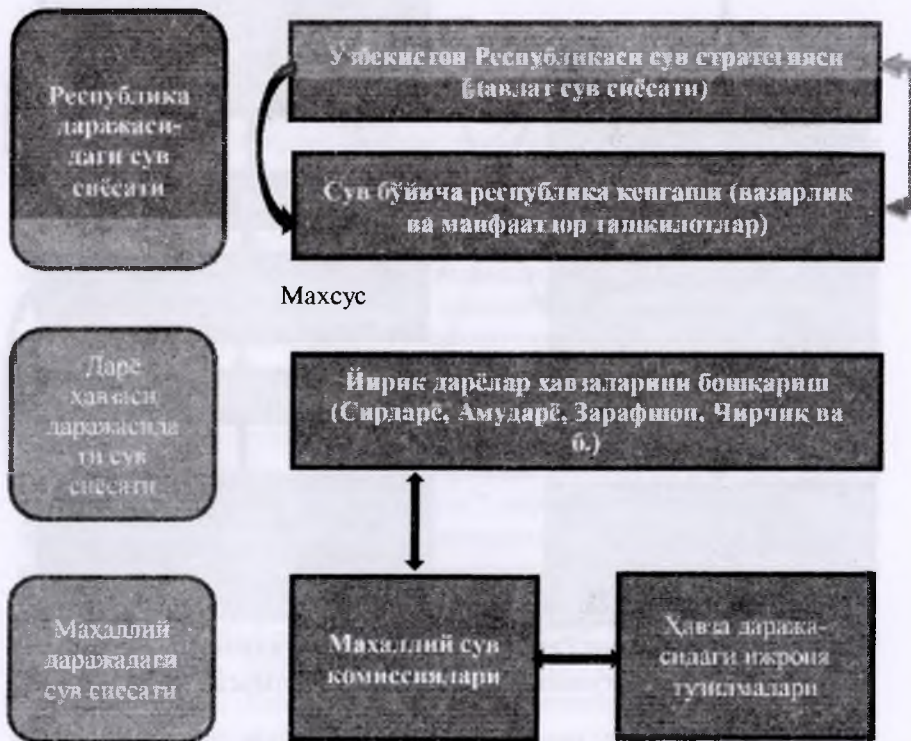 Республика
даражаси-
даги сув
сиёсати
Ўзбекистон Республикаси сув стратегияси
(давлат сув сиёсати)
Сув бўйича республика кенгаши (вазирлик
ва манфаатдор ташкилотлар)
Махсус
Дарё
ҳавзаси
даражасида
ги сув
сиёсати
Йирик дарёлар ҳавзаларини бошқариш
(Сирдарё, Амударё, Зарафшон, Чирчиқ ва
б.)
Маҳаллий
даражадаги
сув сиёсати
Маҳаллий сув
комиссиялари
Ҳавза даража-
сидаги ижроия
тузилмалари